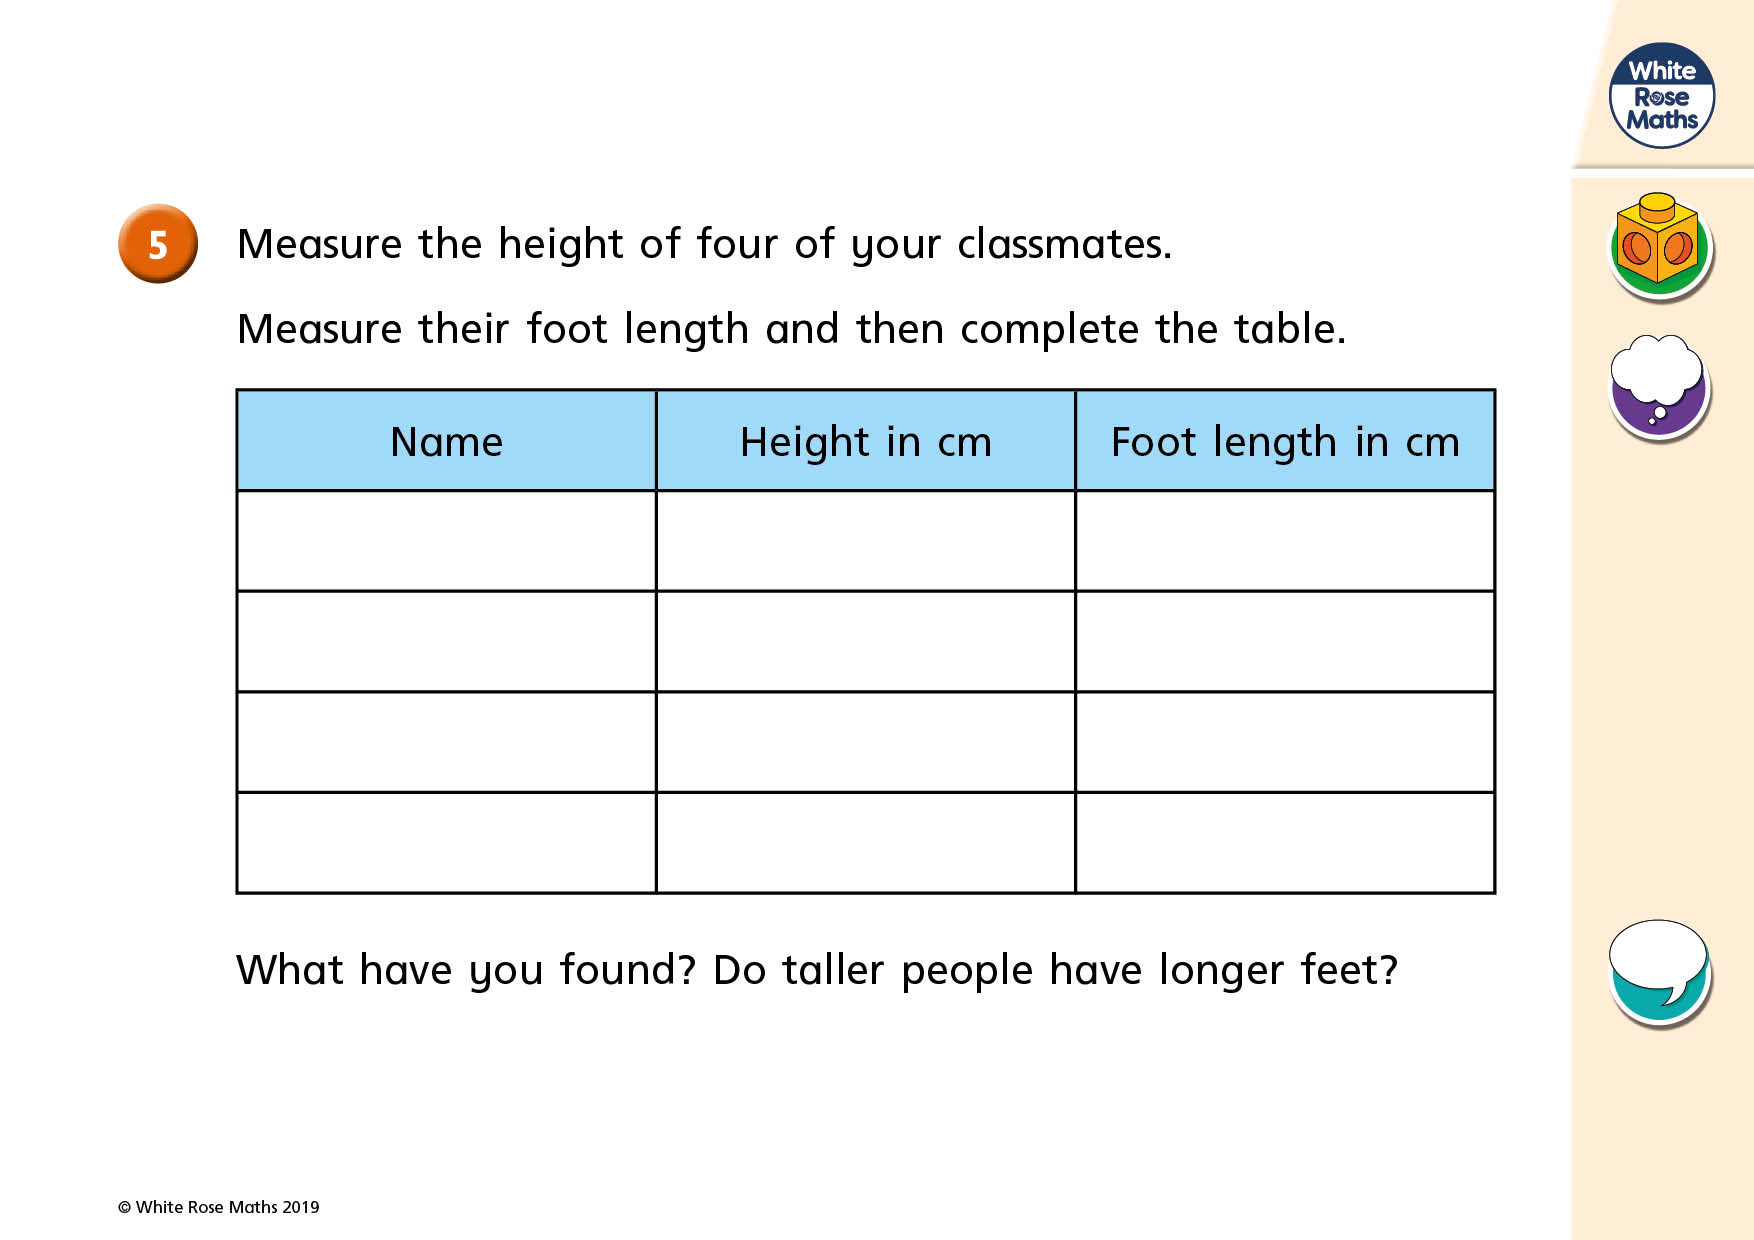 White
Rose
Maths
5
Measure the height of four of your classmates.
Measure their foot length and then complete the table.
Name Height in cm Foot length in cm
What have you found? Do taller people have longer feet?
© White Rose Maths 2019